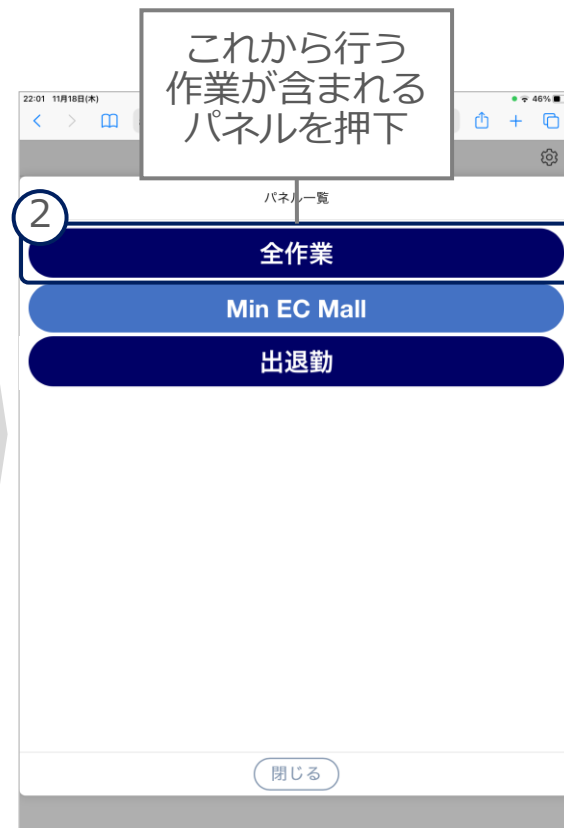 これから行う
作業が含まれる
パネルを押下
22:01 11月18日(木)
46%
パネル一覧
2
全作業
Min EC Mall
出退勤
閉じる